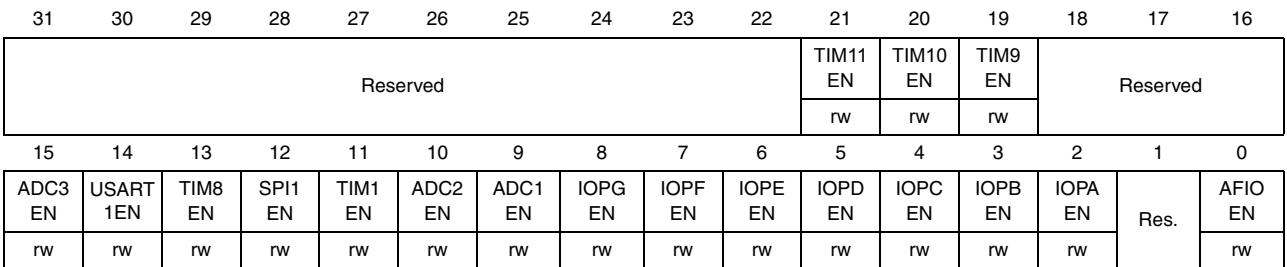 31 30 29 28 27 26 25 24 23 22 21 20 19 18 17 16
Reserved TIM11 EN TIM10 EN TIM9 EN Reserved
rw rw rw
15 14 13 12 11 10 9 8 7 6 5 4 3 2 1 0
ADC3 USART TIM8 SPI1 TIM1 ADC2 ADC1 IOPG IOPF IOPE IOPD IOPC IOPB IOPA Res. AFIO
EN 1EN EN EN EN EN EN EN EN EN EN EN EN EN EN
rw rw rw rw rw rw rw rw rw rw rw rw rw rw rw